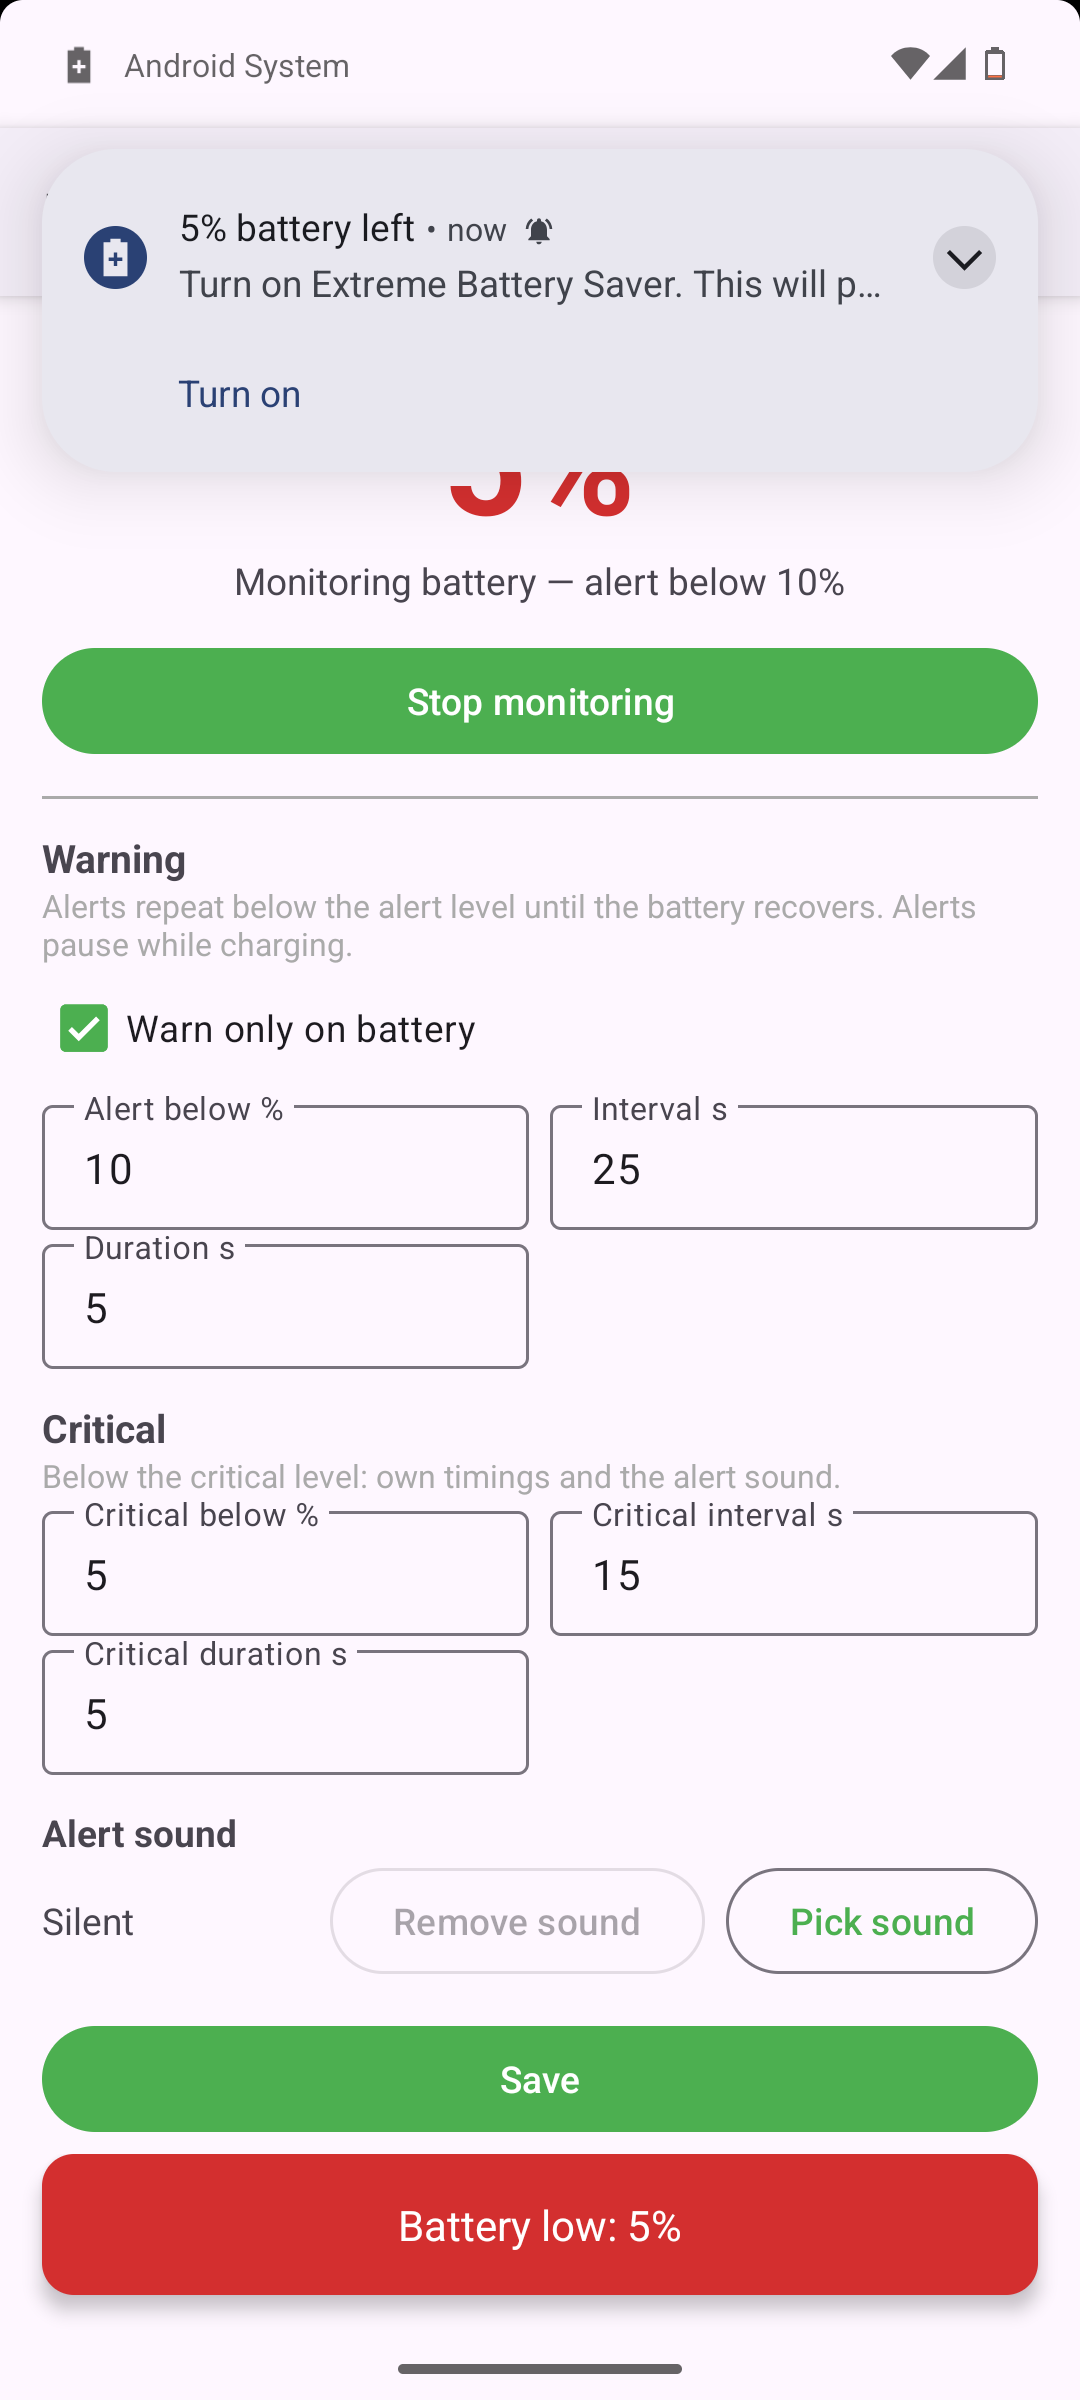 Android System
5% battery left • now
Turn on Extreme Battery Saver. This will p…
Turn on
5%
Monitoring battery — alert below 10%
Stop monitoring
Warning
Alerts repeat below the alert level until the battery recovers. Alerts
pause while charging.
Warn only on battery
Alert below %
10
Interval s
25
Duration s
5
Critical
Below the critical level: own timings and the alert sound.
Critical below %
5
Critical interval s
15
Critical duration s
5
Alert sound
Silent
Remove sound
Pick sound
Save
Battery low: 5%